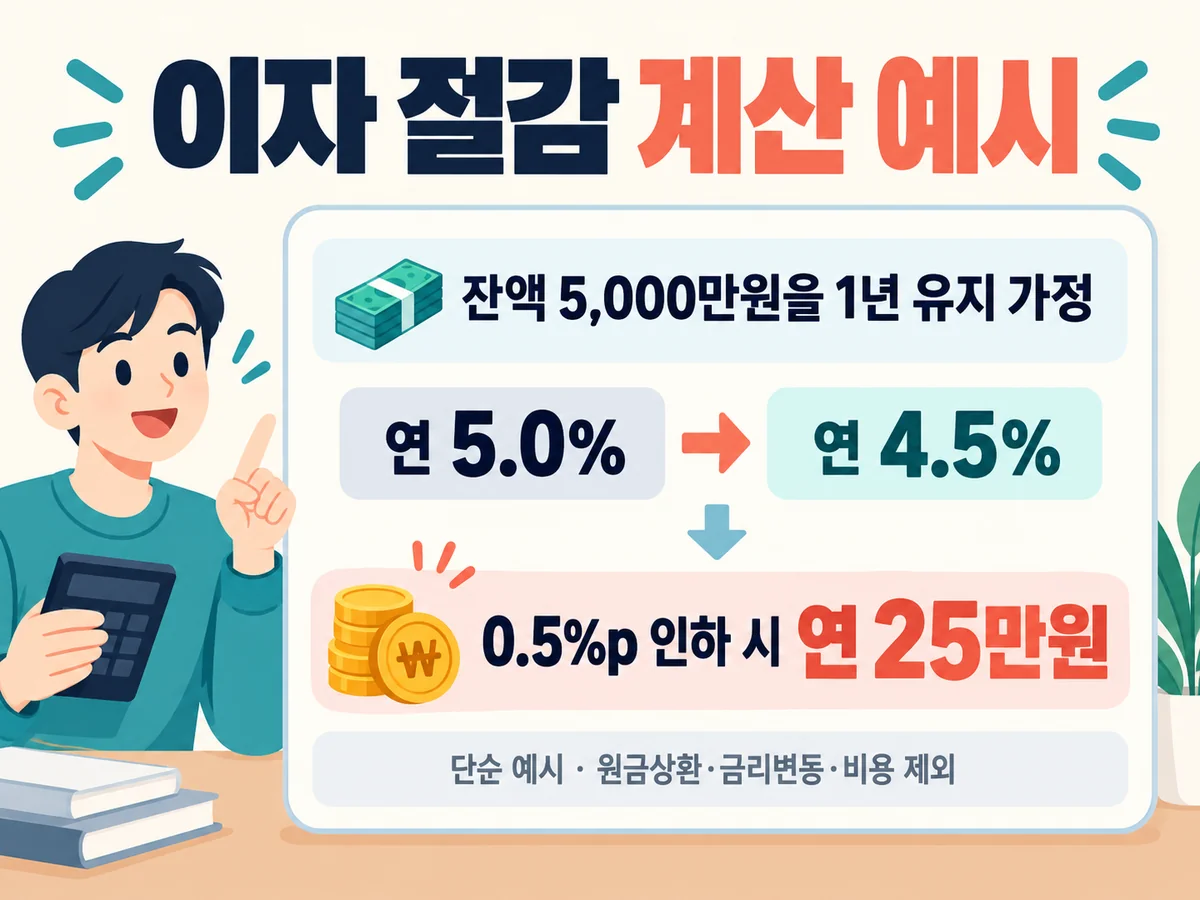 이자 절감 계산 예시
잔액 5,000만원을 1년 유지 가정
연 5.0% 연 4.5%
0.5%p 인하 시 연 25만원
단순 예시 · 원금상환·금리변동·비용 제외